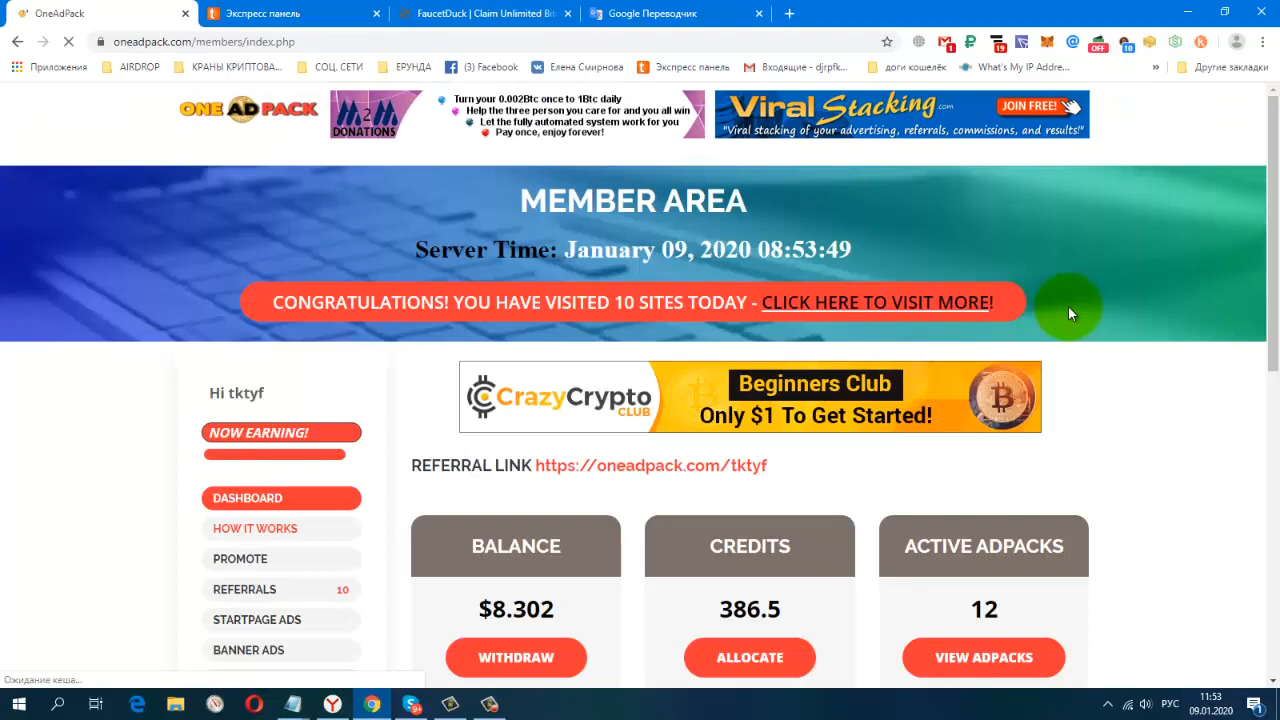 OneAdPack
Экспресс панель
FaucetDuck | Claim Unlimited Bit
Google Переводчик
oneadpack.com/members/index.php
1
19
OFF
10
Приложения
AIRDROP
КРАНЫ КРИПТОВА...
СОЦ. СЕТИ
ЕРУНДА
(3) Facebook
Елена Смирнова
Экспресс панель
Входящие - djrpfk...
доги кошелёк
What's My IP Addre...
»
Другие закладки
ONE AD PACK
M2M
DONATIONS
Turn your 0.002Btc once to 1Btc daily
Help the three person you care for and you all win
Let the fully automated system work for you
Pay once, enjoy forever!
Viral Stacking.com
JOIN FREE!
"Viral stacking of your advertising, referrals, commissions, and results!"
MEMBER AREA
Server Time: January 09, 2020 08:53:49
CONGRATULATIONS! YOU HAVE VISITED 10 SITES TODAY - CLICK HERE TO VISIT MORE!
Hi tktyf
NOW EARNING!
CrazyCrypto
CLUB
Beginners Club
Only $1 To Get Started!
REFERRAL LINK https://oneadpack.com/tktyf
DASHBOARD
HOW IT WORKS
PROMOTE
REFERRALS 10
STARTPAGE ADS
BANNER ADS
BALANCE
$8.302
WITHDRAW
CREDITS
386.5
ALLOCATE
ACTIVE ADPACKS
12
VIEW ADPACKS
Ожидание кеша...
РУС
11:53
09.01.2020